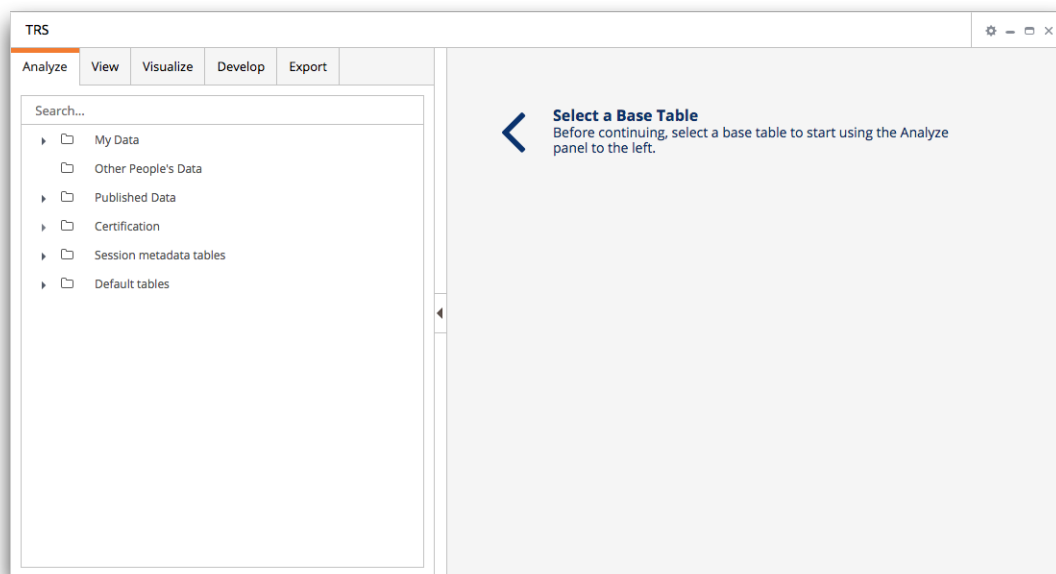 TRS
Analyze View Visualize Develop Export
Search...
My Data
Other People's Data
Published Data
Certification
Session metadata tables
Default tables
Select a Base Table
Before continuing, select a base table to start using the Analyze
panel to the left.